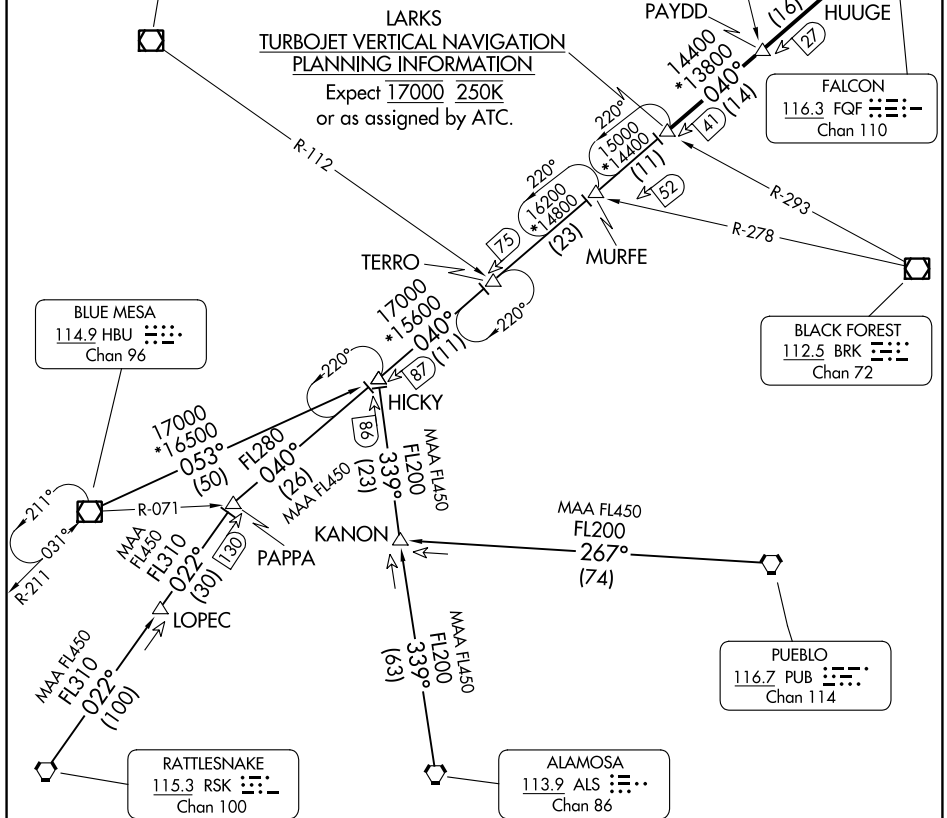 LARKS
TURBOJET VERTICAL NAVIGATION
PLANNING INFORMATION
Expect 17000 250K
or as assigned by ATC.
PAYDD
(16)
HUUGE
27
14400
*13800
040°
(14)
FALCON
116.3 FQF
Chan 110
41
220°
15000
*14400
(11)
R-112
220°
16200
*14800
(23)
52
R-293
R-278
MURFE
75
TERRO
220°
17000
*15600
040°
(11)
BLACK FOREST
112.5 BRK
Chan 72
BLUE MESA
114.9 HBU
Chan 96
220°
87
HICKY
17000
*16500
053°
(50)
FL280
040°
(26)
MAA FL450
86
MAA FL450
FL200
339°
(23)
211°
031°
R-211
R-071
PAPPA
130
KANON
MAA FL450
FL200
267°
(74)
MAA
FL450
FL310
022°
(30)
LOPEC
MAA FL450
FL310
022°
(100)
MAA FL450
FL200
339°
(63)
PUEBLO
116.7 PUB
Chan 114
RATTLESNAKE
115.3 RSK
Chan 100
ALAMOSA
113.9 ALS
Chan 86